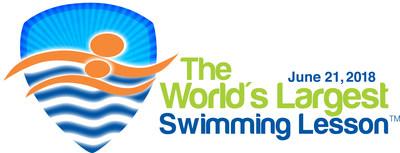 The
June 21, 2018
World's Largest
Swimming Lesson™